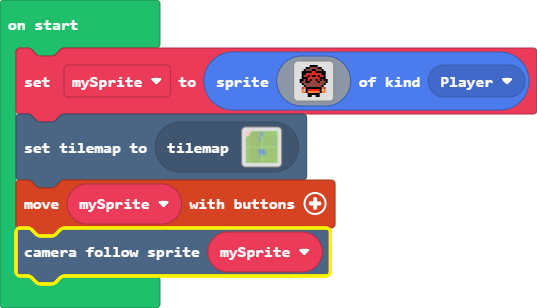 on start
set mySprite to sprite of kind Player
set tilemap to tilemap
move mySprite with buttons
camera follow sprite mySprite